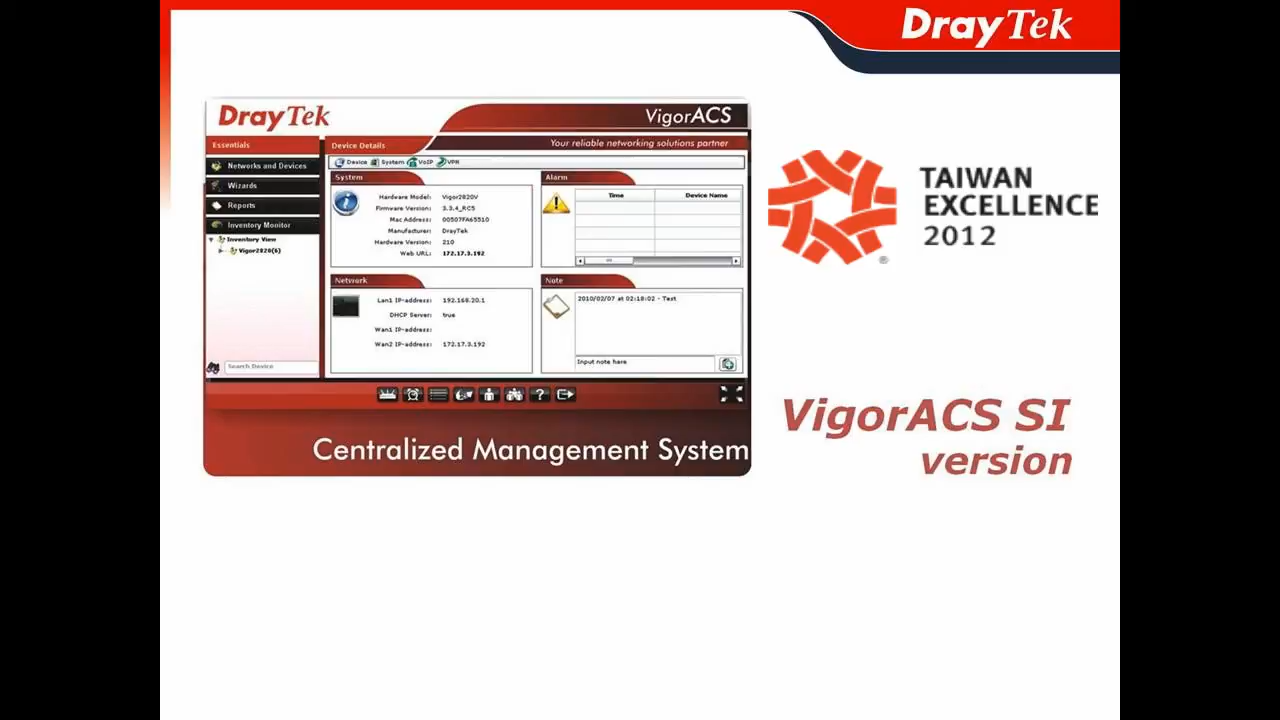 DrayTek
DrayTek
VigorACS
Essentials
Device Details
Your reliable networking solutions partner
Networks and Devices
Wizards
Reports
Inventory Monitor
Inventory View
Vigor2820(6)
Search Device
Device System VoIP VPN
System
Hardware Model: Vigor2820V
Firmware Version: 3.3.4_RC5
Mac Address: 00507FA65510
Manufacturer: DrayTek
Hardware Version: 210
Web URL: 172.17.3.192
Alarm
Time Device Name
Network
Lan1 IP-address: 192.168.20.1
DHCP Server: true
Wan1 IP-address:
Wan2 IP-address: 172.17.3.192
Note
2010/02/07 at 02:18:02 - Test
Input note here
Centralized Management System
TAIWAN
EXCELLENCE
2012
VigorACS SI
version